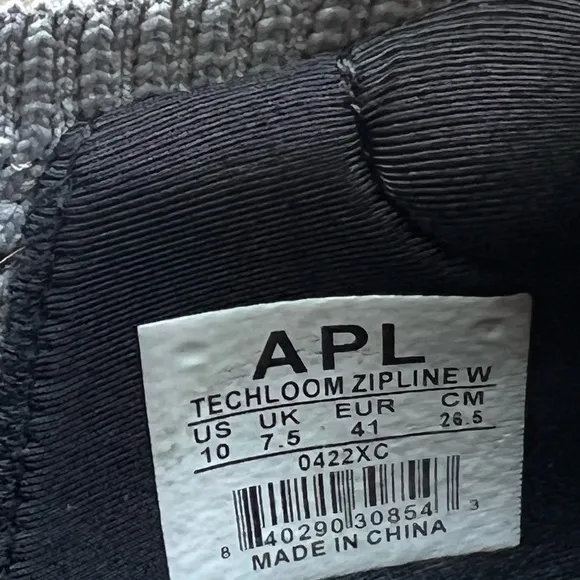 APL
TECHLOOM ZIPLINE W
US UK EUR CM
10 7.5 41 26.5
0422XC
8 40290 30854 3
MADE IN CHINA